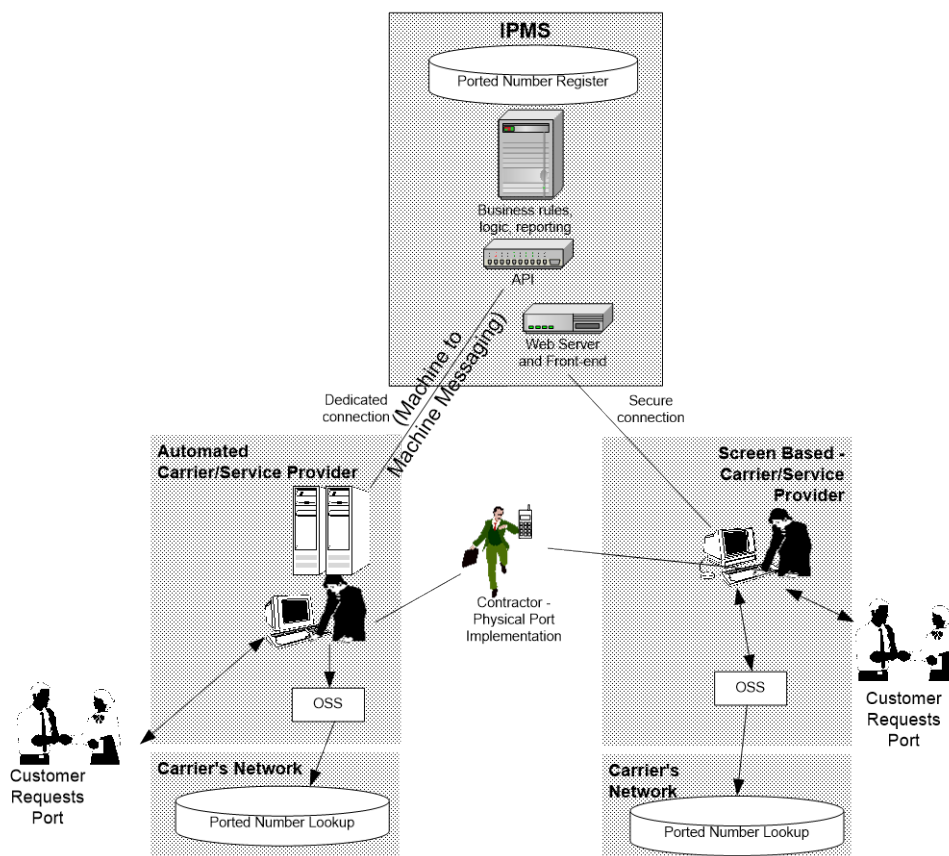 IPMS
Ported Number Register
Business rules,
logic, reporting
API
Web Server
and Front-end
Dedicated
connection
(Machine to
Machine Messaging)
Secure
connection
Automated
Carrier/Service Provider
Screen Based -
Carrier/Service
Provider
Contractor -
Physical Port
Implementation
OSS
OSS
Customer
Requests
Port
Customer
Requests
Port
Carrier's Network
Ported Number Lookup
Carrier's
Network
Ported Number Lookup